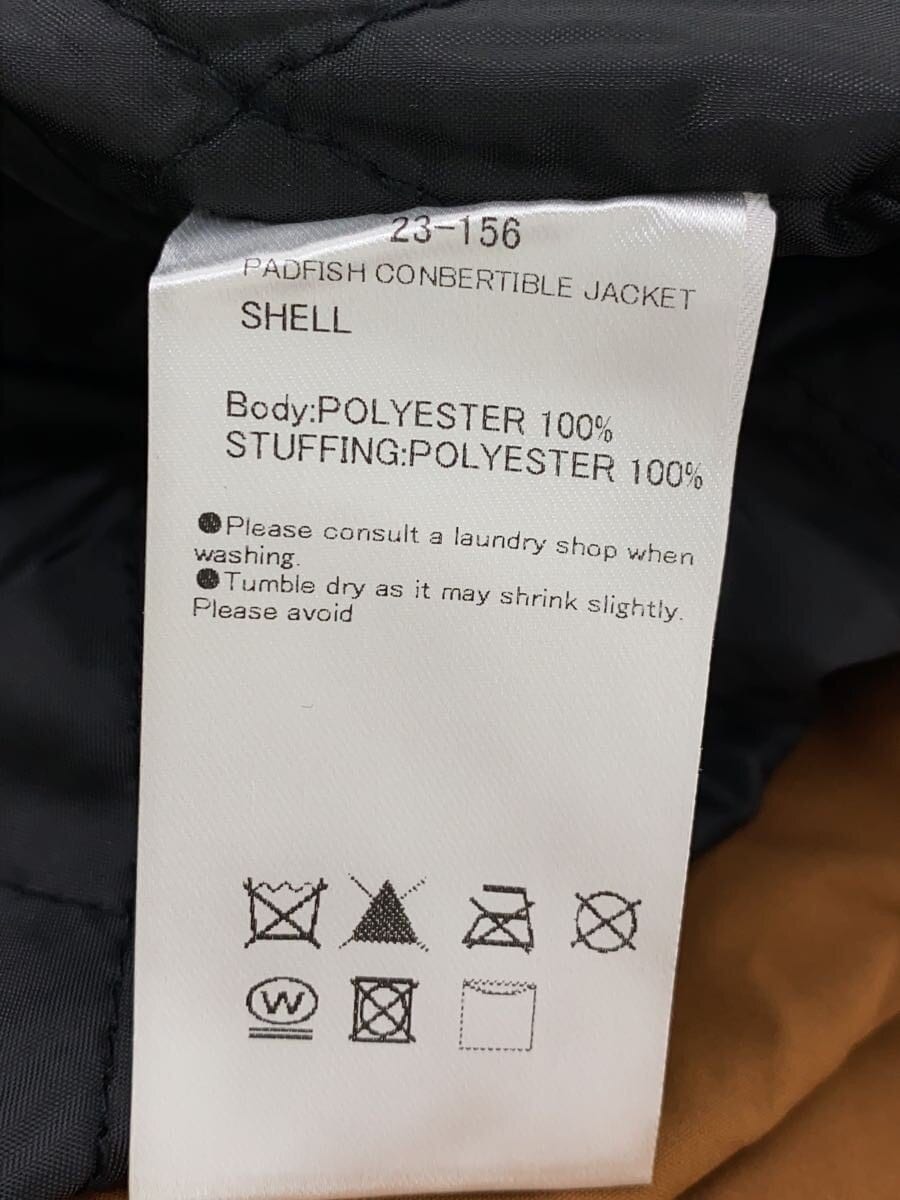 23-156
PADFISH CONBERTIBLE JACKET
SHELL
Body:POLYESTER 100%
STUFFING:POLYESTER 100%
●Please consult a laundry shop when
washing.
●Tumble dry as it may shrink slightly.
Please avoid
W